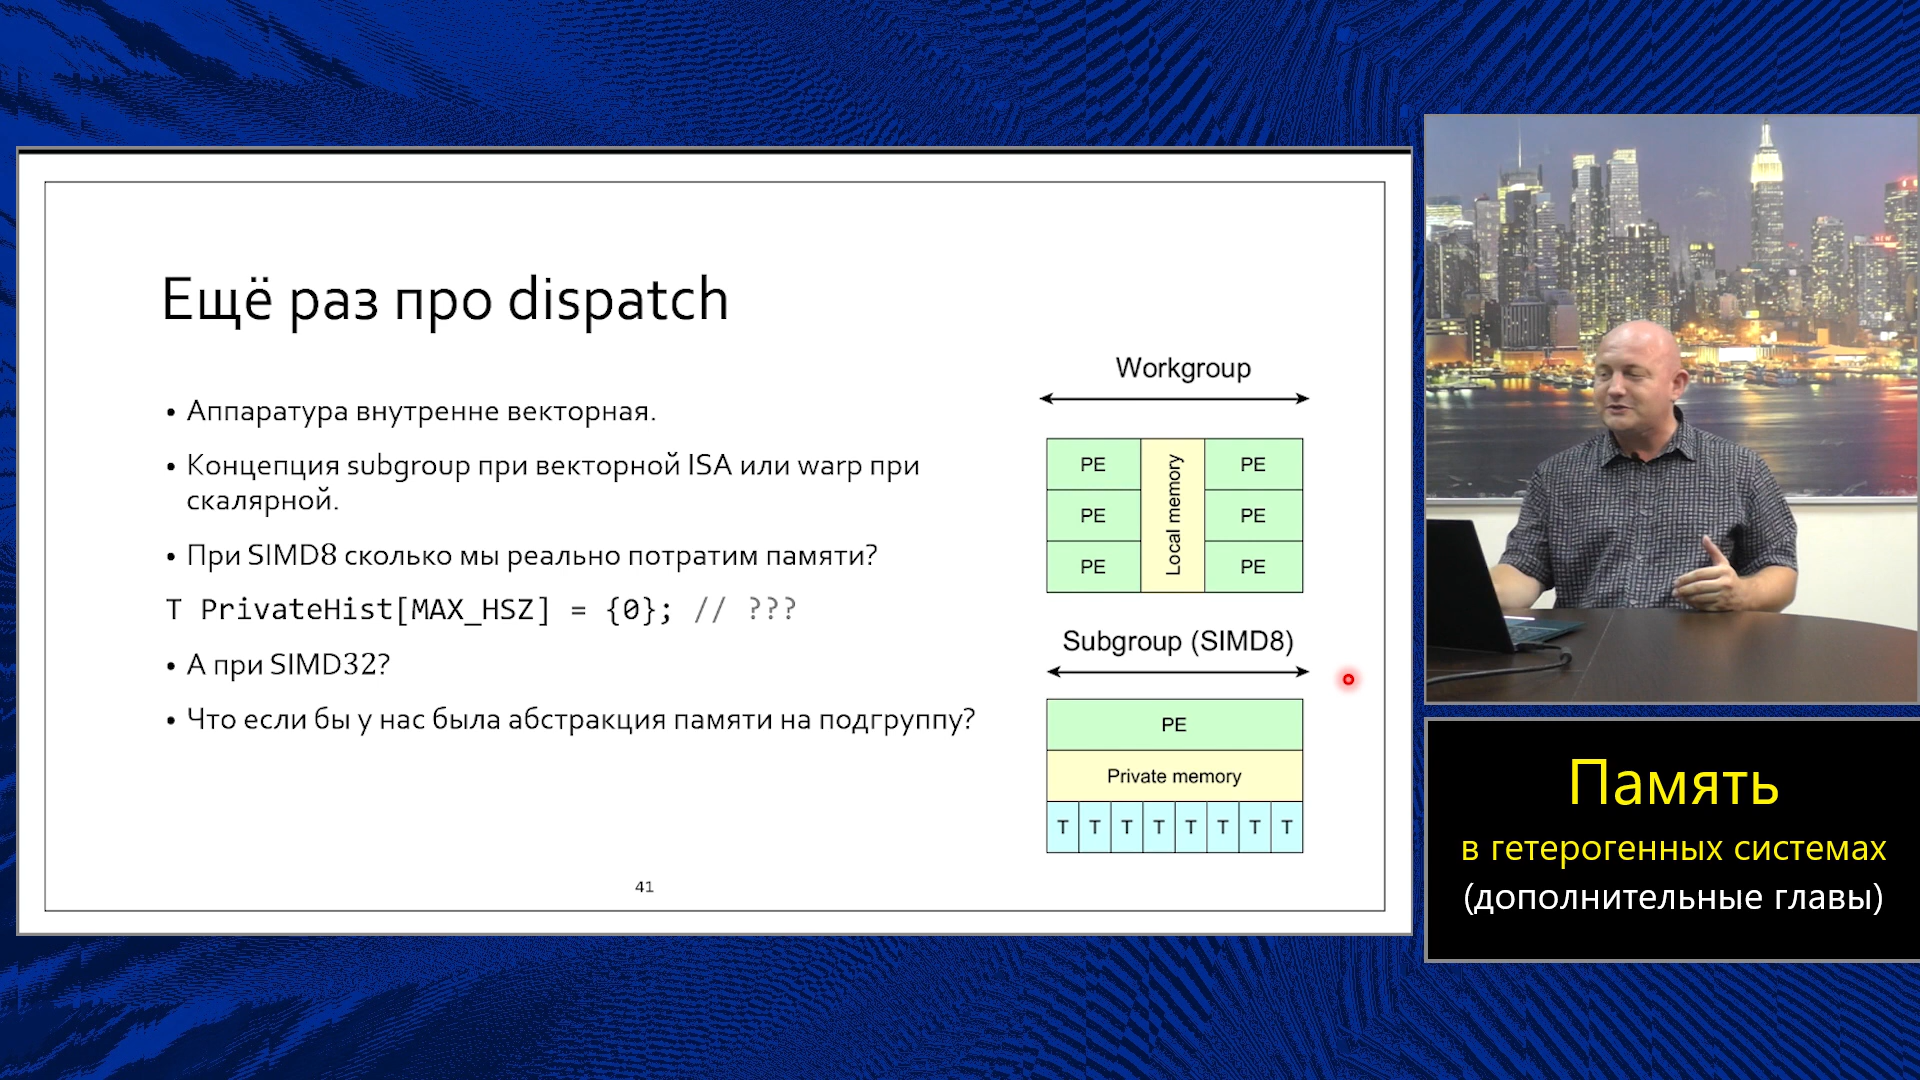 Ещё раз про dispatch
• Аппаратура внутренне векторная.
• Концепция subgroup при векторной ISA или warp при
скалярной.
• При SIMD8 сколько мы реально потратим памяти?
T PrivateHist[MAX_HSZ] = {0}; // ???
• А при SIMD32?
• Что если бы у нас была абстракция памяти на подгруппу?
41
Workgroup
PE
PE
PE
Local memory
PE
PE
PE
Subgroup (SIMD8)
PE
Private memory
T T T T T T T T
Память
в гетерогенных системах
(дополнительные главы)